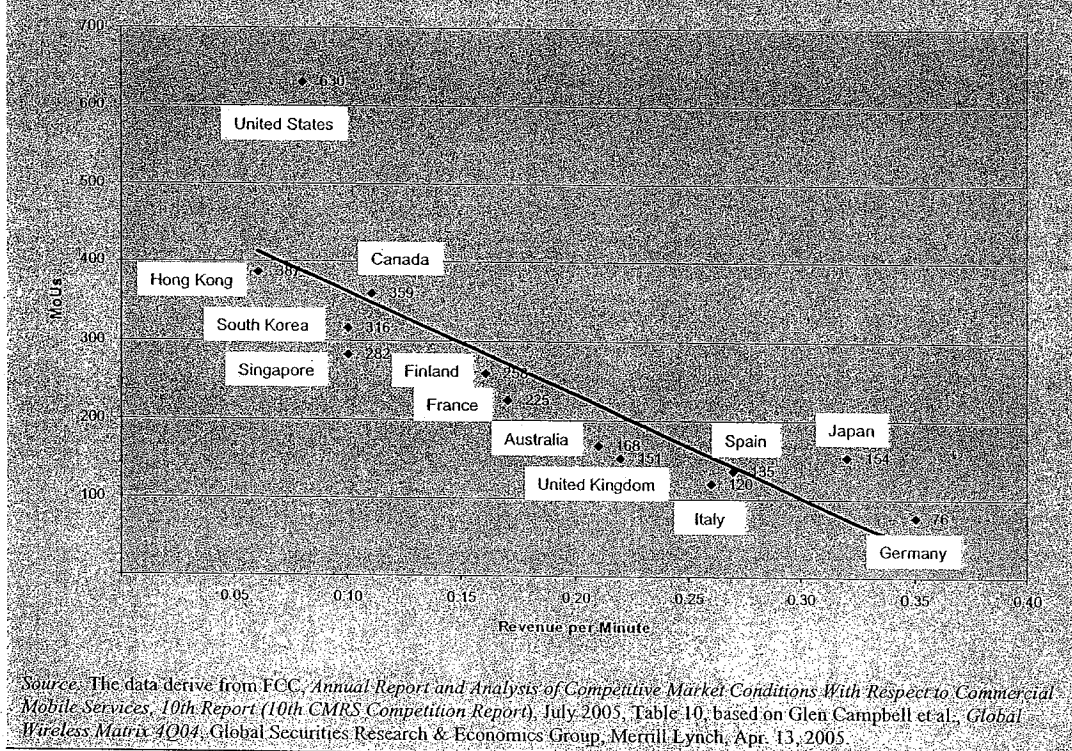 700
630
600
United States
500
400
Canada
387
Hong Kong
359
MoUs
South Korea
316
300
282
Singapore
Finland
France
225
200
Japan
Australia
168
Spain
151
154
135
United Kingdom
120
100
Italy
76
Germany
0.05
0.10
0.15
0.20
0.25
0.30
0.35
0.40
Revenue per Minute
Source: The data derive from FCC, Annual Report and Analysis of Competitive Market Conditions With Respect to Commercial
Mobile Services, 10th Report (10th CMRS Competition Report), July 2005, Table 10, based on Glen Campbell et al., Global
Wireless Matrix 4Q04, Global Securities Research & Economics Group, Merrill Lynch, Apr. 13, 2005.